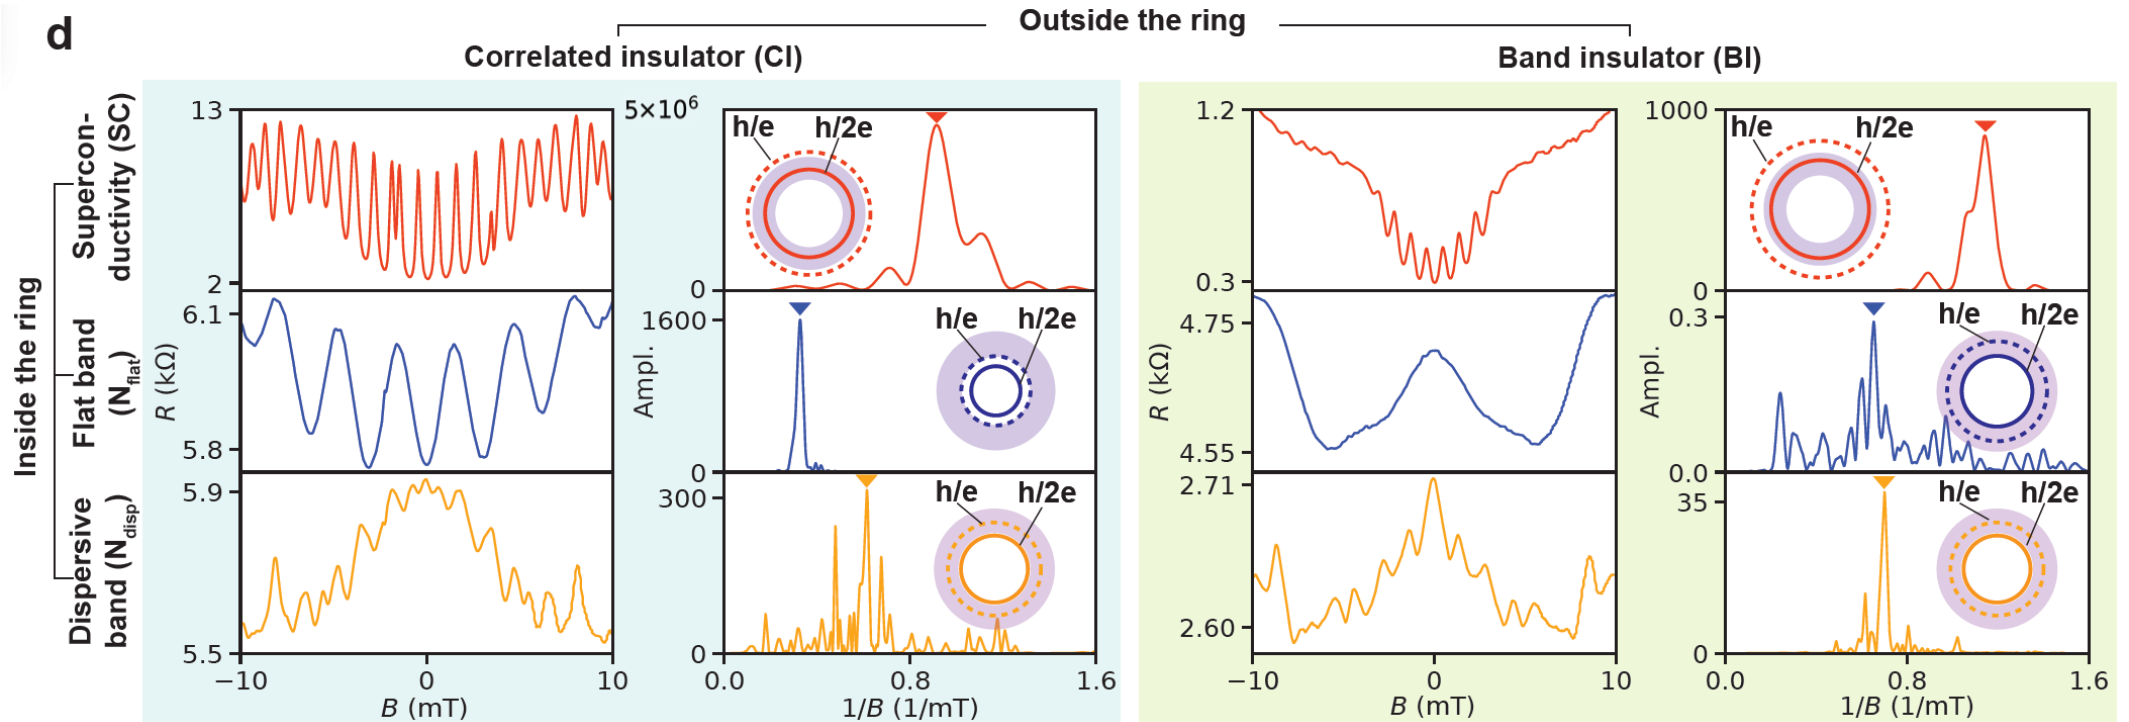 d
Outside the ring
Correlated insulator (CI)
Band insulator (BI)
Inside the ring
Supercon-
ductivity (SC)
Flat band
(Nflat)
Dispersive
band (Ndisp)
13
2
6.1
5.8
5.9
5.5
R (kΩ)
−10
0
10
B (mT)
5×10⁶
0
1600
0
300
0
Ampl.
h/e
h/2e
h/e
h/2e
h/e
h/2e
0.0
0.8
1.6
1/B (1/mT)
1.2
0.3
4.75
4.55
2.71
2.60
R (kΩ)
−10
0
10
B (mT)
1000
0
0.3
0.0
35
0
Ampl.
h/e
h/2e
h/e
h/2e
h/e
h/2e
0.0
0.8
1.6
1/B (1/mT)